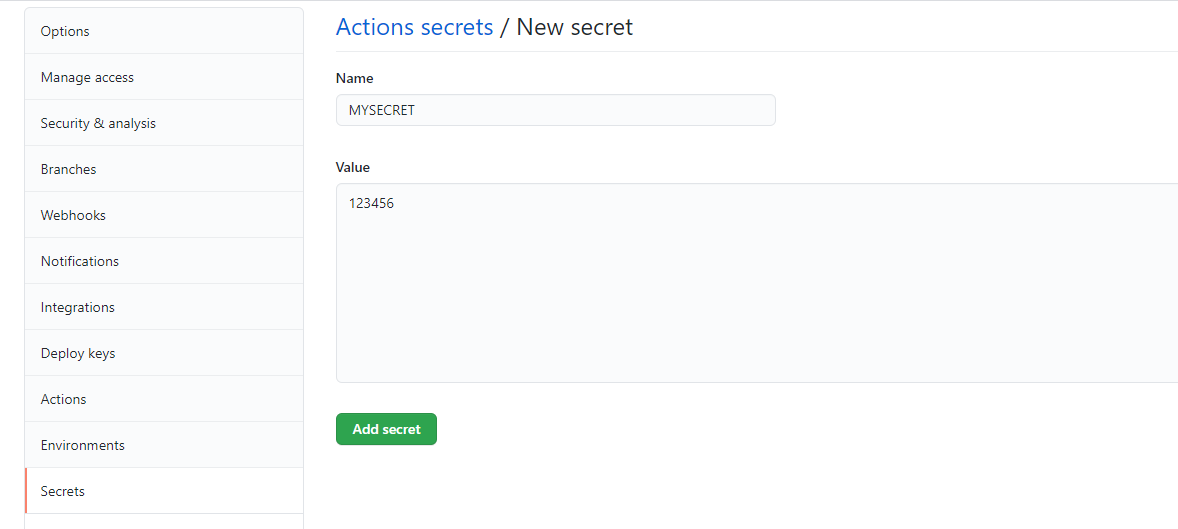 Options
Manage access
Security & analysis
Branches
Webhooks
Notifications
Integrations
Deploy keys
Actions
Environments
Secrets
Actions secrets / New secret
Name
MYSECRET
Value
123456
Add secret